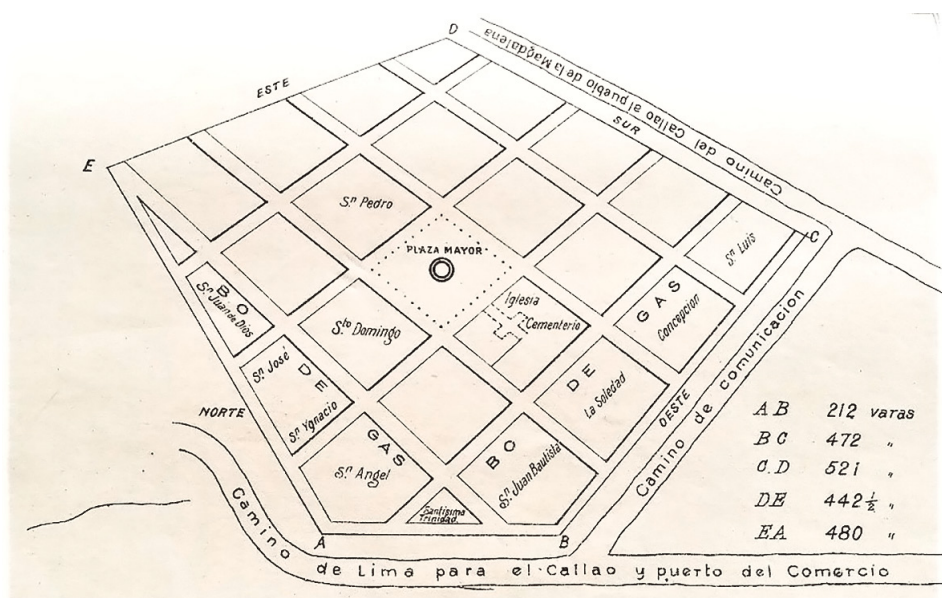 D
Camino del Callao al pueblo de la Magdalena
ESTE
SUR
E
Sⁿ Pedro
PLAZA MAYOR
C
Sⁿ Luis
BO
Sⁿ Juan de Dios
Iglesia
Cementerio
GAS
Concepcion
Sᵗᵒ Domingo
Sⁿ José
DE
Sⁿ Ygnacio
DE
La Soledad
OESTE
Camino de comunicacion
NORTE
GAS
Sⁿ Angel
BO
Sⁿ Juan Bautista
Santísima
Trinidad.
A
B
AB 212 varas
BC 472 „
C.D 521 „
DE 442½ „
EA 480 „
Camino
de Lima para el Callao y puerto del Comercio